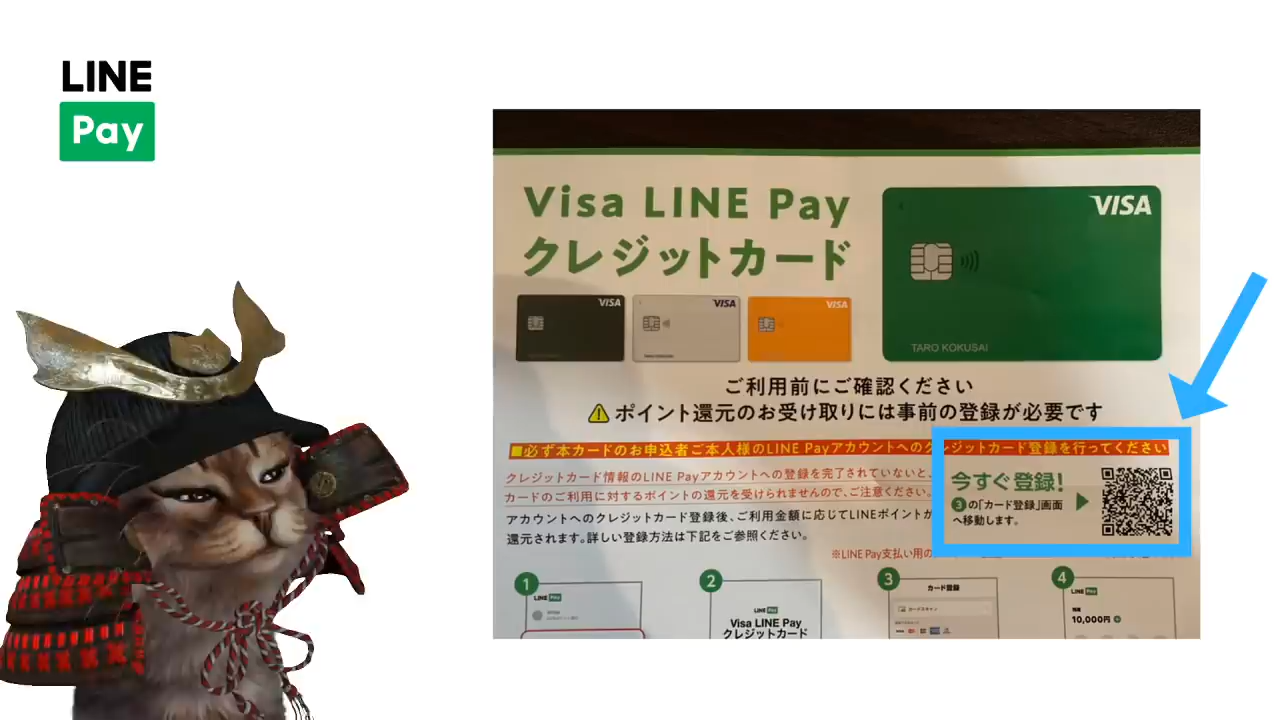 LINE
Pay
Visa LINE Pay
クレジットカード
VISA
VISA
VISA
VISA
TARO KOKUSAI
ご利用前にご確認ください
ポイント還元のお受け取りには事前の登録が必要です
■必ず本カードのお申込者ご本人様のLINE Payアカウントへのクレジットカード登録を行ってください
クレジットカード情報のLINE Payアカウントへの登録を完了されていないと、
カードのご利用に対するポイントの還元を受けられませんので、ご注意ください。
アカウントへのクレジットカード登録後、ご利用金額に応じてLINEポイントが
還元されます。詳しい登録方法は下記をご参照ください。
今すぐ登録!
3の「カード登録」画面
へ移動します。
※LINE Pay支払い用の
1
LINE Pay
2
LINE Pay
Visa LINE Pay
クレジットカード
3
カード登録
カードスキャン
4
LINE Pay
10,000円